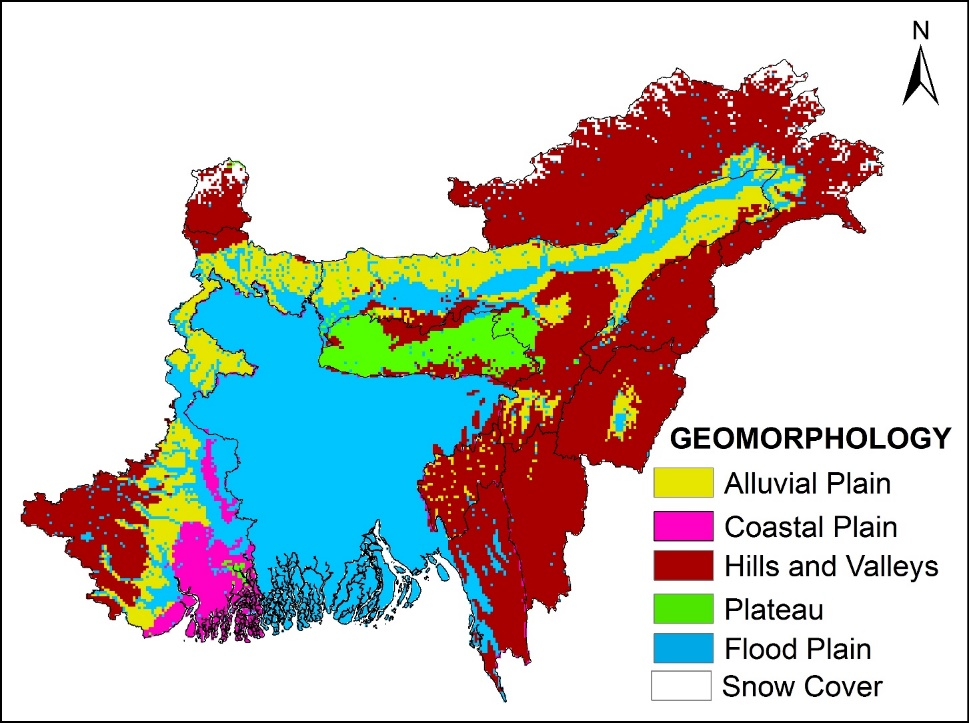 N
GEOMORPHOLOGY
Alluvial Plain
Coastal Plain
Hills and Valleys
Plateau
Flood Plain
Snow Cover